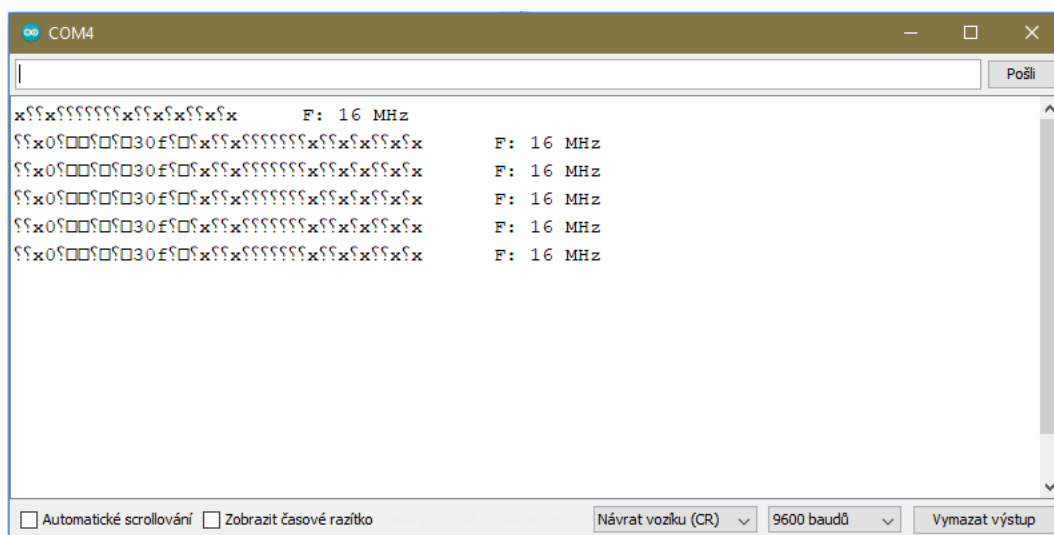 COM4
Pošli
x⸮⸮x⸮⸮⸮⸮⸮⸮⸮x⸮⸮x⸮x⸮⸮x⸮x F: 16 MHz
⸮⸮x0⸮□□⸮□⸮□30f⸮□⸮x⸮⸮x⸮⸮⸮⸮⸮⸮⸮x⸮⸮x⸮x⸮⸮x⸮x F: 16 MHz
⸮⸮x0⸮□□⸮□⸮□30f⸮□⸮x⸮⸮x⸮⸮⸮⸮⸮⸮⸮x⸮⸮x⸮x⸮⸮x⸮x F: 16 MHz
⸮⸮x0⸮□□⸮□⸮□30f⸮□⸮x⸮⸮x⸮⸮⸮⸮⸮⸮⸮x⸮⸮x⸮x⸮⸮x⸮x F: 16 MHz
⸮⸮x0⸮□□⸮□⸮□30f⸮□⸮x⸮⸮x⸮⸮⸮⸮⸮⸮⸮x⸮⸮x⸮x⸮⸮x⸮x F: 16 MHz
⸮⸮x0⸮□□⸮□⸮□30f⸮□⸮x⸮⸮x⸮⸮⸮⸮⸮⸮⸮x⸮⸮x⸮x⸮⸮x⸮x F: 16 MHz
Automatické scrollování Zobrazit časové razítko Návrat vozíku (CR) 9600 baudů Vymazat výstup